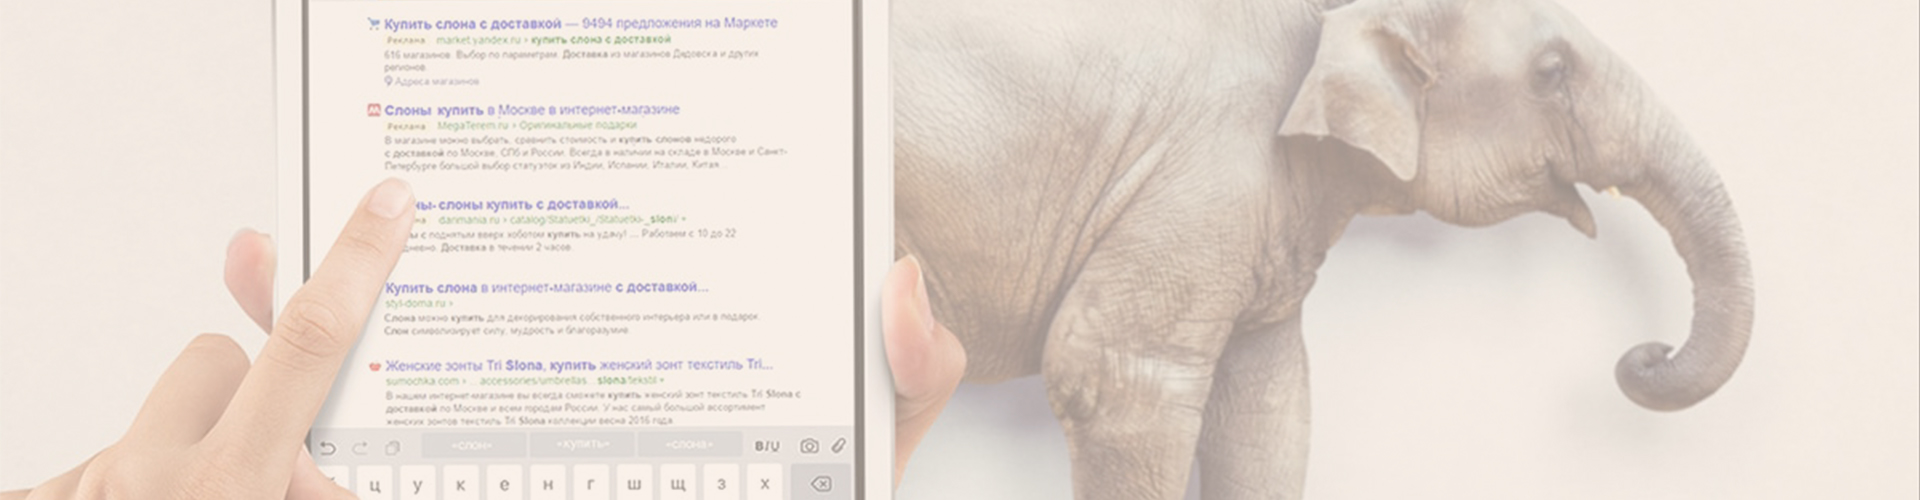 Купить слона с доставкой — 9494 предложения на Маркете
Реклама market.yandex.ru › купить слона с доставкой
616 магазинов. Выбор по параметрам. Доставка из магазинов Дедовска и других
регионов.
Адреса магазинов
Слоны купить в Москве в интернет-магазине
Реклама MegaTerem.ru › Оригинальные подарки
В магазине можно выбрать, сравнить стоимость и купить слонов недорого
с доставкой по Москве, СПб и России. Всегда в наличии на складе в Москве и Санкт-
Петербурге большой выбор статуэток из Индии, Испании, Италии, Китая...
ны- слоны купить с доставкой...
на darimania.ru › catalog/Statuetki_/Statuetki-_slon/
ы с поднятым вверх хоботом купить на удачу! ... Работаем с 10 до 22
дневно. Доставка в течении 2 часов.
Купить слона в интернет-магазине с доставкой...
styl-doma.ru ›
Слона можно купить для декорирования собственного интерьера или в подарок.
Слон символизирует силу, мудрость и благоразумие
Женские зонты Tri Slona, купить женский зонт текстиль Tri...
sumochka.com › ...accessories/umbrellas...slona/tekstil
В нашем интернет-магазине вы всегда сможете купить женский зонт текстиль Tri Slona с
доставкой по Москве и всем городам России. У нас самый большой ассортимент
женских зонтов текстиль Tri Slona коллекции весна 2016 года.
«слон» «купить» «слона» B/U
ц у к е н г ш щ з х